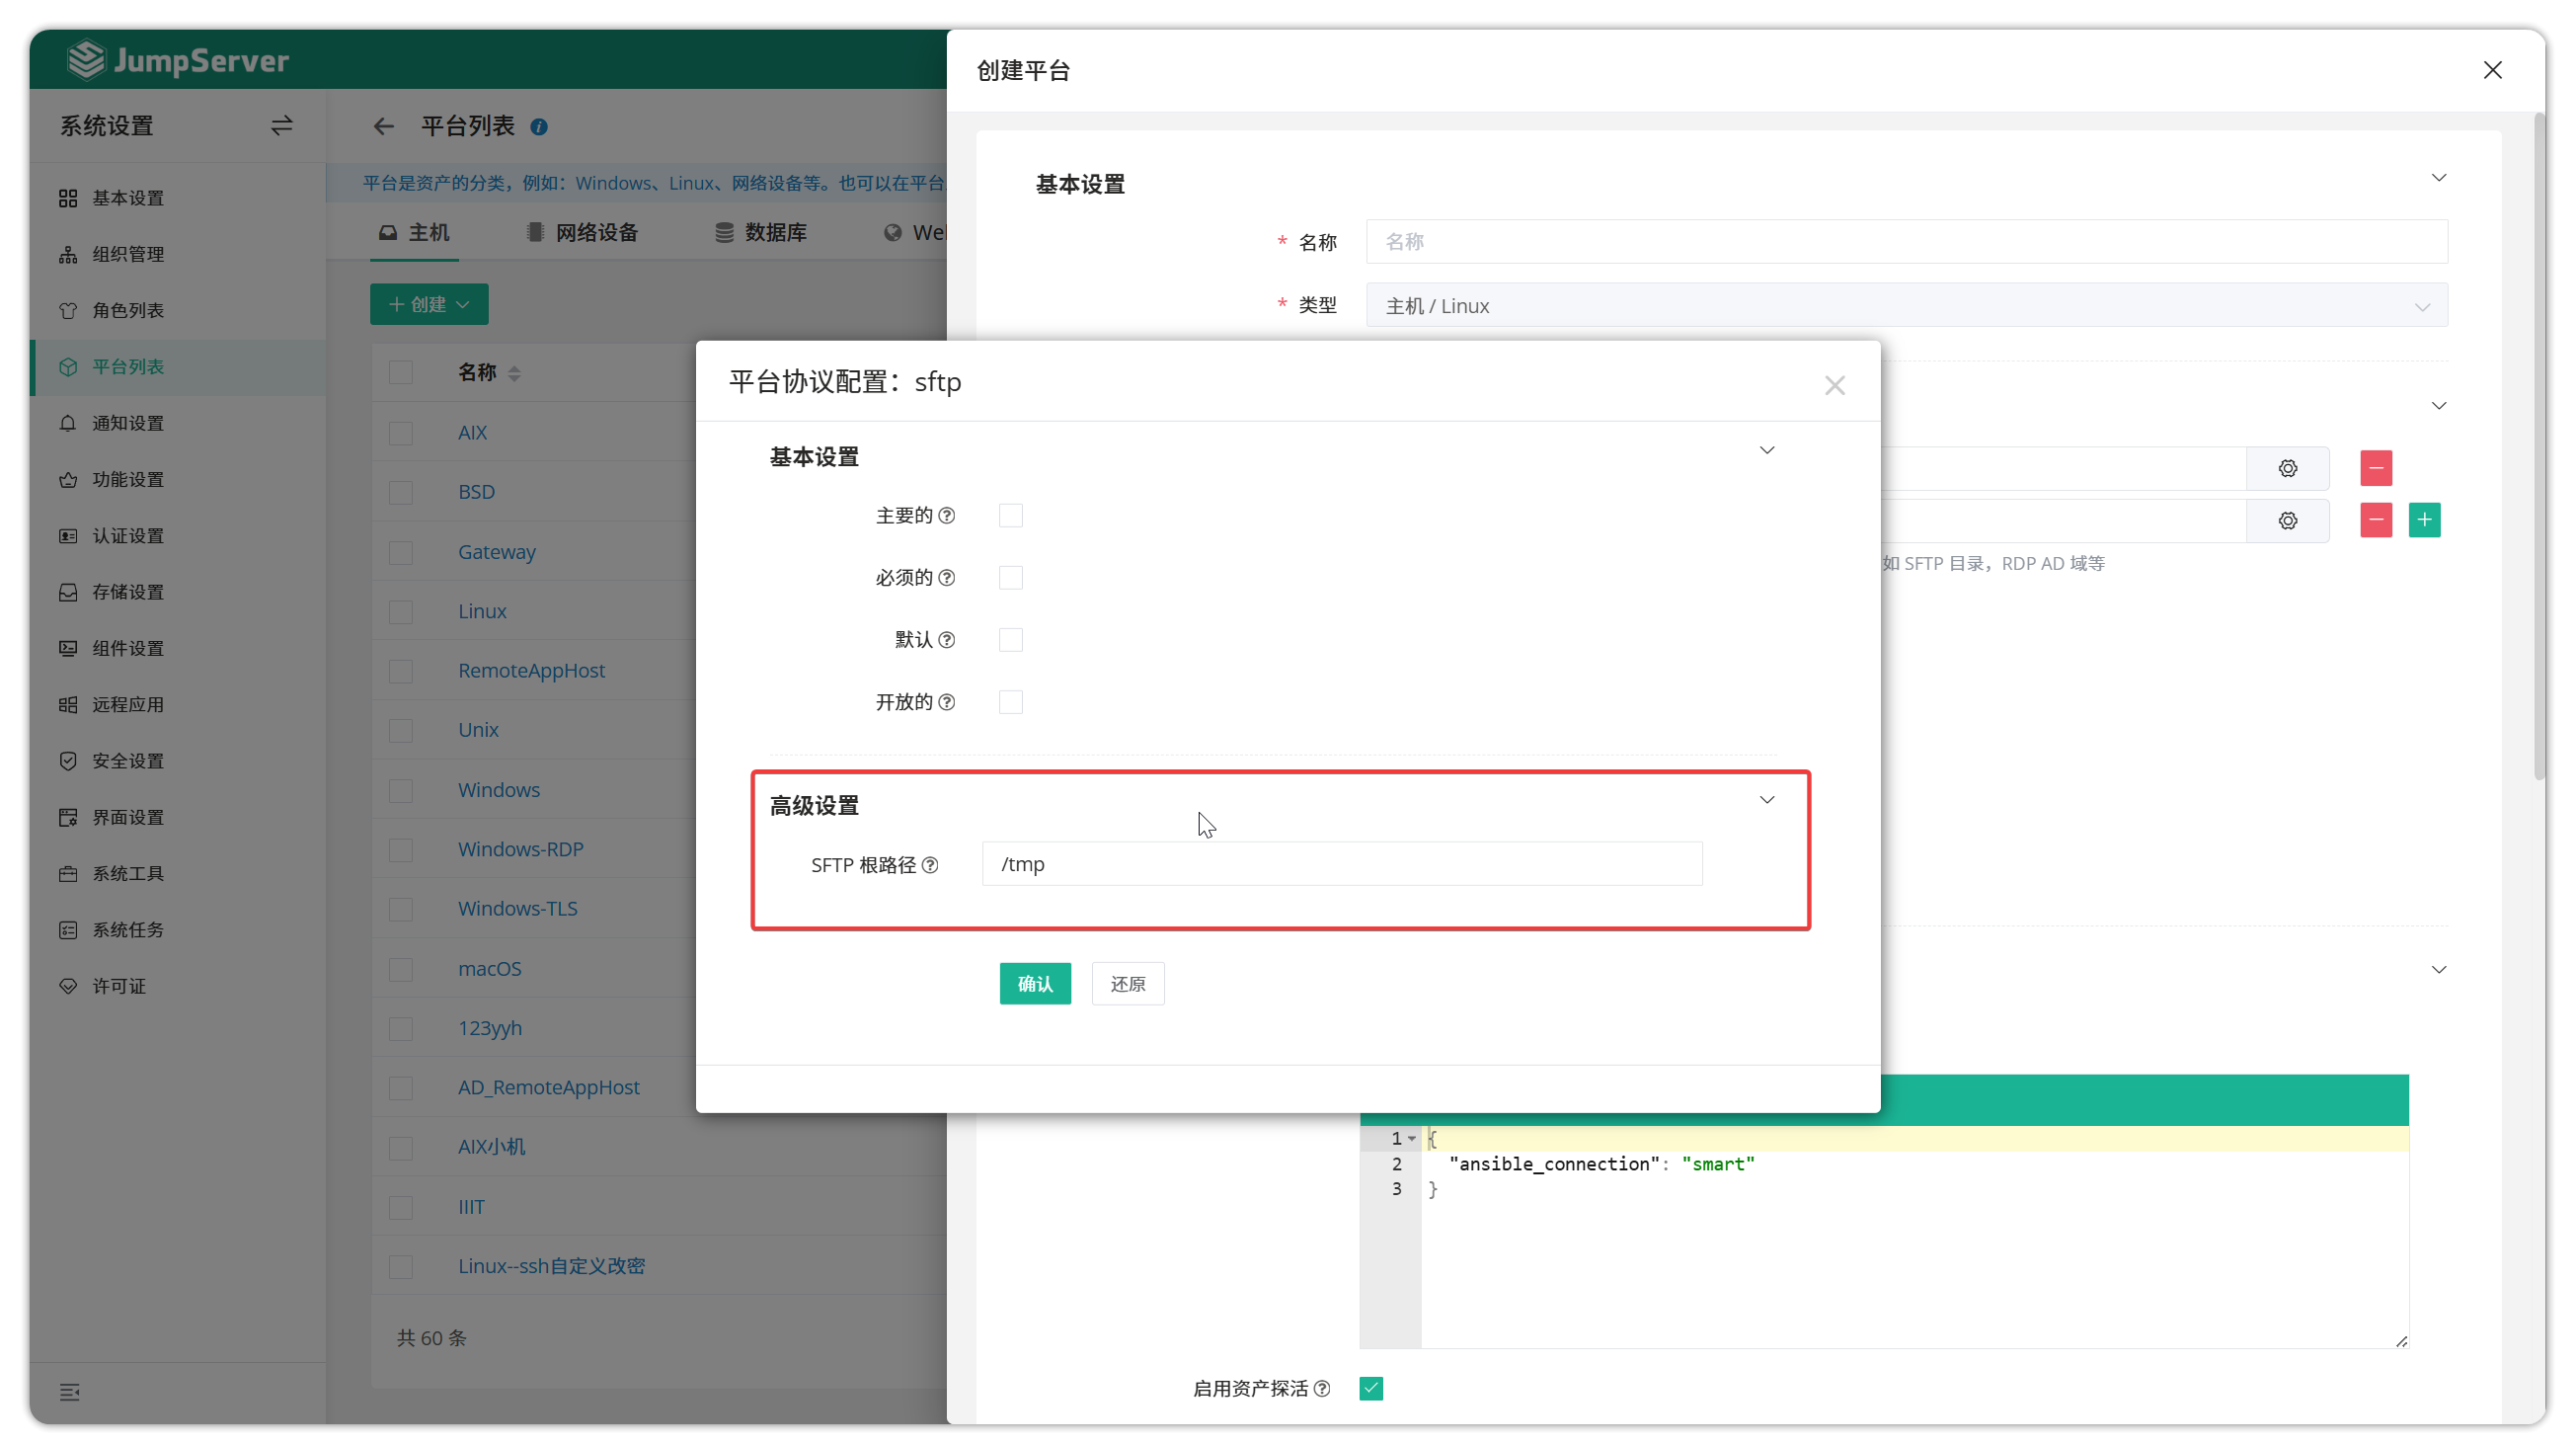 JumpServer
系统设置
基本设置
组织管理
角色列表
平台列表
通知设置
功能设置
认证设置
存储设置
组件设置
远程应用
安全设置
界面设置
系统工具
系统任务
许可证
平台列表
平台是资产的分类，例如：Windows、Linux、网络设备等。也可以在平台
主机
网络设备
数据库
We
创建
名称
AIX
BSD
Gateway
Linux
RemoteAppHost
Unix
Windows
Windows-RDP
Windows-TLS
macOS
123yyh
AD_RemoteAppHost
AIX小机
IIIT
Linux--ssh自定义改密
共 60 条
创建平台
基本设置
* 名称 名称
* 类型 主机 / Linux
如 SFTP 目录，RDP AD 域等
平台协议配置：sftp
基本设置
主要的
必须的
默认
开放的
高级设置
SFTP 根路径 /tmp
确认 还原
1 {
2 "ansible_connection": "smart"
3 }
启用资产探活